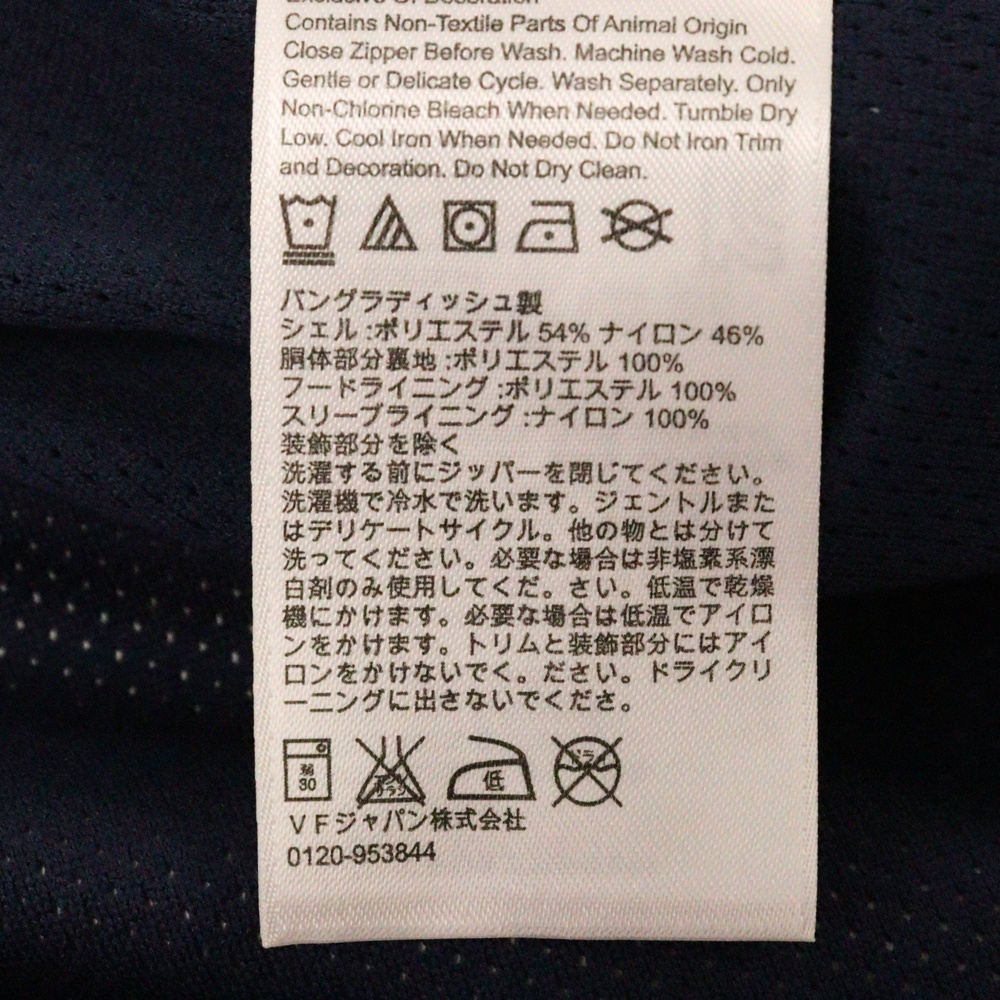 Exclusive Of Decoration
Contains Non-Textile Parts Of Animal Origin
Close Zipper Before Wash. Machine Wash Cold.
Gentle or Delicate Cycle. Wash Separately. Only
Non-Chlorine Bleach When Needed. Tumble Dry
Low. Cool Iron When Needed. Do Not Iron Trim
and Decoration. Do Not Dry Clean.
バングラディッシュ製
シェル :ポリエステル 54% ナイロン 46%
胴体部分裏地 :ポリエステル 100%
フードライニング :ポリエステル 100%
スリーブライニング :ナイロン 100%
装飾部分を除く
洗濯する前にジッパーを閉じてください。
洗濯機で冷水で洗います。ジェントルまた
はデリケートサイクル。他の物とは分けて
洗ってください。必要な場合は非塩素系漂
白剤のみ使用してくだ。さい。低温で乾燥
機にかけます。必要な場合は低温でアイロ
ンをかけます。トリムと装飾部分にはアイ
ロンをかけないでく。ださい。ドライクリ
ーニングに出さないでくださ。
弱
30
エンソ
サラシ
低
ドライ
VFジャパン株式会社
0120-953844